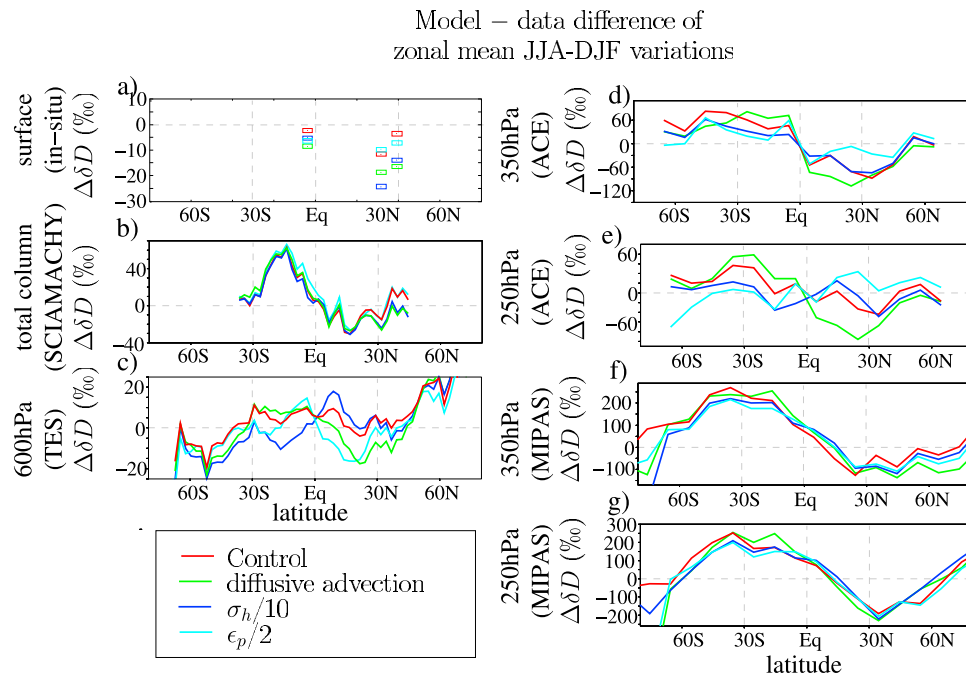 Model − data difference of
zonal mean JJA-DJF variations
a)
surface
(in−situ)
ΔδD (‰)
10
0
−10
−20
−30
60S 30S Eq 30N 60N
b)
total column
(SCIAMACHY)
ΔδD (‰)
40
0
−40
60S 30S Eq 30N 60N
c)
600hPa
(TES)
ΔδD (‰)
20
0
−20
60S 30S Eq 30N 60N
latitude
Control
diffusive advection
σh/10
ϵp/2
d)
350hPa
(ACE)
ΔδD (‰)
60
0
−60
−120
60S 30S Eq 30N 60N
e)
250hPa
(ACE)
ΔδD (‰)
60
0
−60
60S 30S Eq 30N 60N
f)
350hPa
(MIPAS)
ΔδD (‰)
200
100
0
−100
60S 30S Eq 30N 60N
g)
250hPa
(MIPAS)
ΔδD (‰)
300
200
100
0
−100
−200
60S 30S Eq 30N 60N
latitude